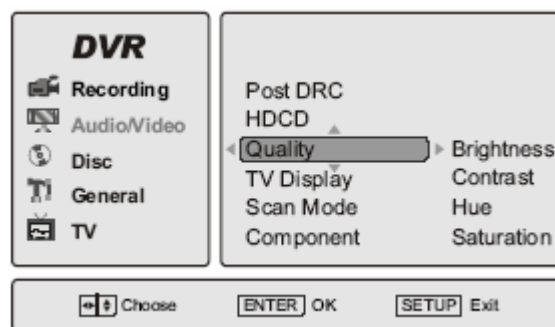 DVR
Recording
Audio/Video
Disc
General
TV
Post DRC
HDCD
Quality
TV Display
Scan Mode
Component
Brightness
Contrast
Hue
Saturation
Choose
ENTER OK
SETUP Exit